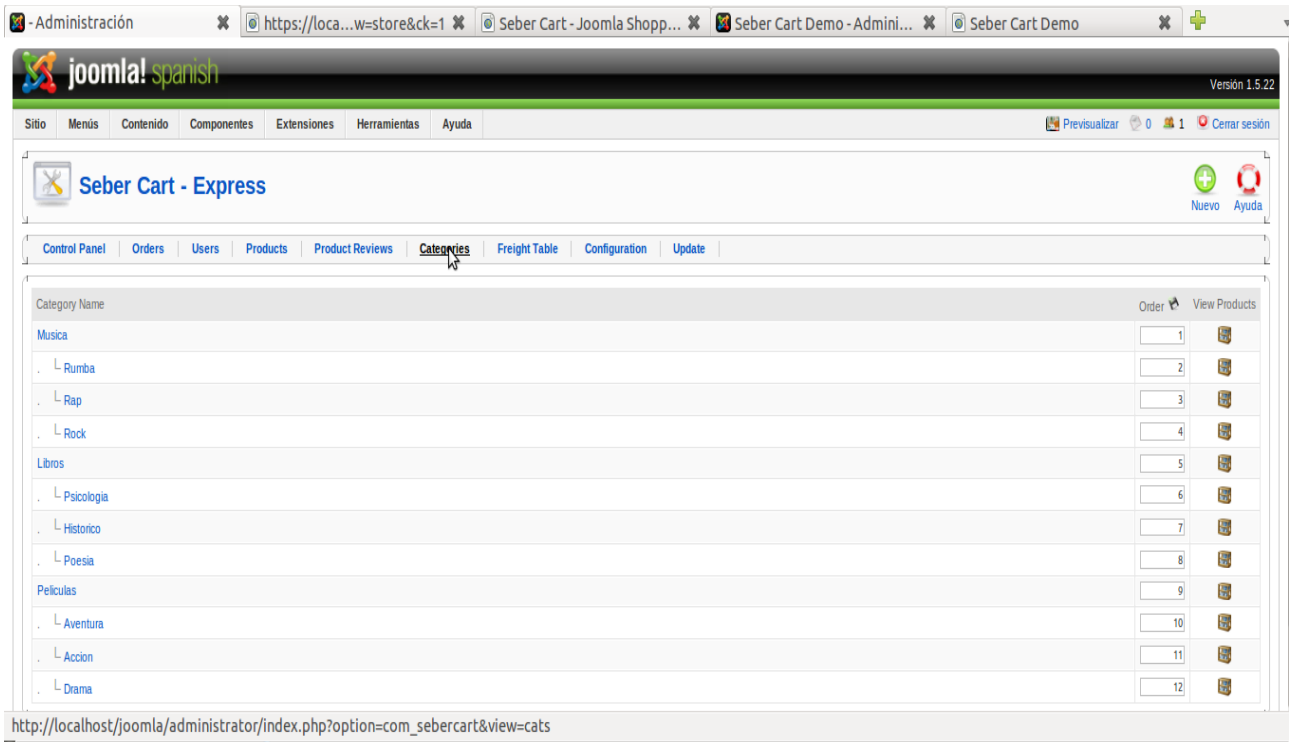 - Administración https://loca...w=store&ck=1 Seber Cart - Joomla Shopp... Seber Cart Demo - Admini... Seber Cart Demo
joomla! spanish
Versión 1.5.22
Sitio Menús Contenido Componentes Extensiones Herramientas Ayuda Previsualizar 0 1 Cerrar sesión
Seber Cart - Express
Nuevo Ayuda
Control Panel Orders Users Products Product Reviews Categories Freight Table Configuration Update
Category Name Order View Products
Musica 1
. Rumba 2
. Rap 3
. Rock 4
Libros 5
. Psicologia 6
. Historico 7
. Poesia 8
Peliculas 9
. Aventura 10
. Accion 11
. Drama 12
http://localhost/joomla/administrator/index.php?option=com_sebercart&view=cats